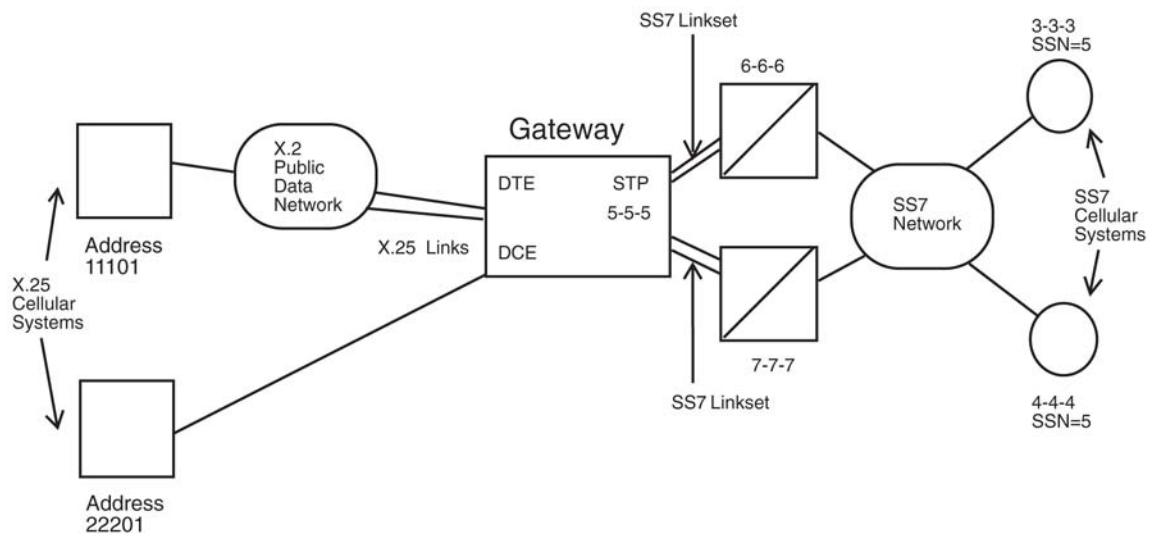 SS7 Linkset
3-3-3
SSN=5
6-6-6
Gateway
X.2
Public
Data
Network
DTE
STP
5-5-5
DCE
X.25 Links
SS7
Network
SS7
Cellular
Systems
Address
11101
X.25
Cellular
Systems
7-7-7
SS7 Linkset
4-4-4
SSN=5
Address
22201